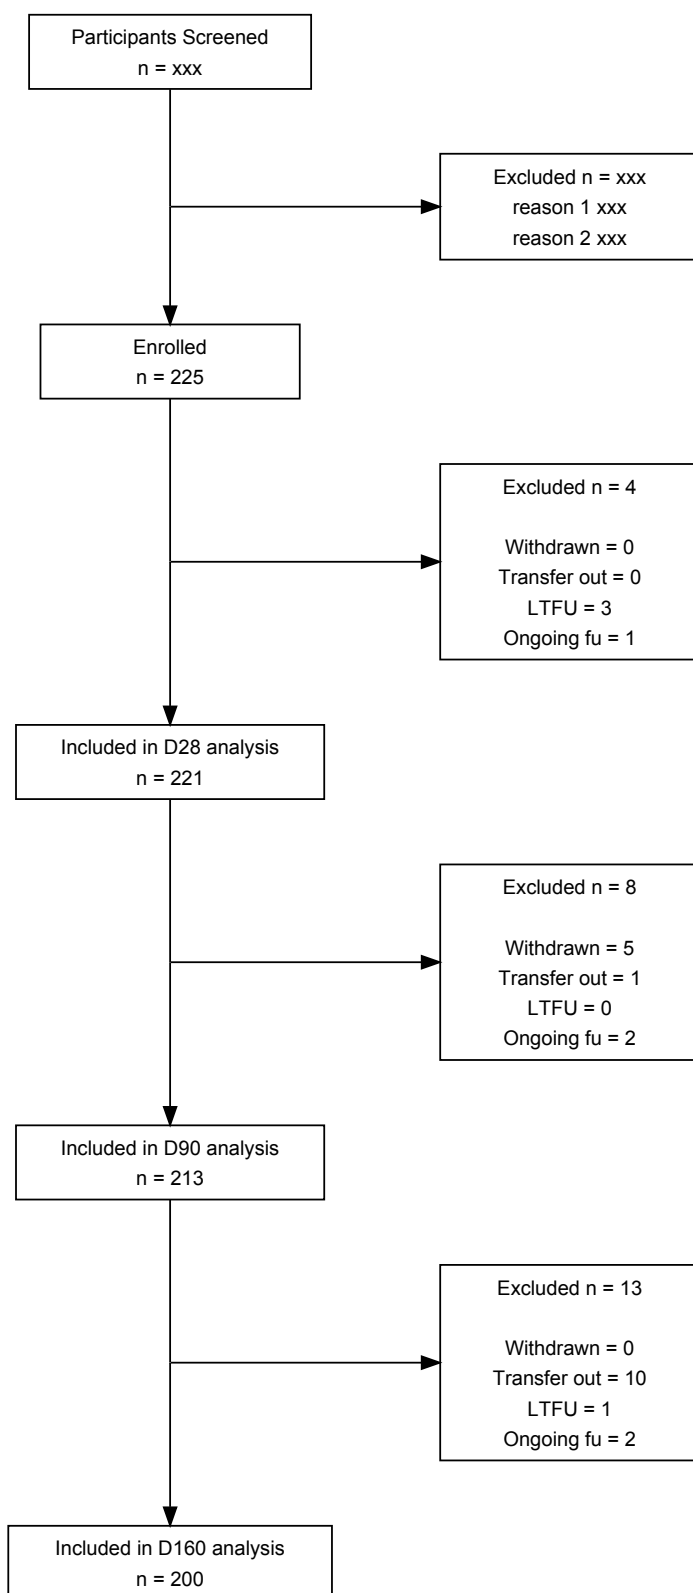 Participants Screened
n = xxx
Excluded n = xxx
reason 1 xxx
reason 2 xxx
Enrolled
n = 225
Excluded n = 4
Withdrawn = 0
Transfer out = 0
LTFU = 3
Ongoing fu = 1
Included in D28 analysis
n = 221
Excluded n = 8
Withdrawn = 5
Transfer out = 1
LTFU = 0
Ongoing fu = 2
Included in D90 analysis
n = 213
Excluded n = 13
Withdrawn = 0
Transfer out = 10
LTFU = 1
Ongoing fu = 2
Included in D160 analysis
n = 200